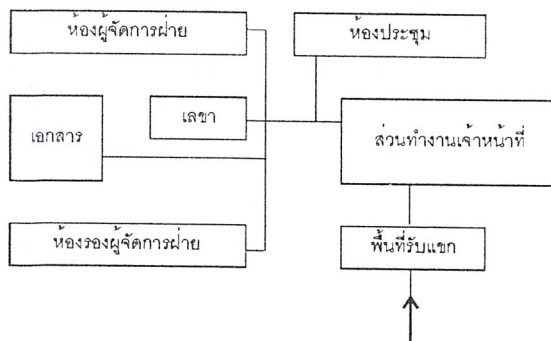 ห้องผู้จัดการฝ่าย
ห้องประชุม
เลขา
เอกสาร
ส่วนทำงานเจ้าหน้าที่
ห้องรองผู้จัดการฝ่าย
พื้นที่รับแขก